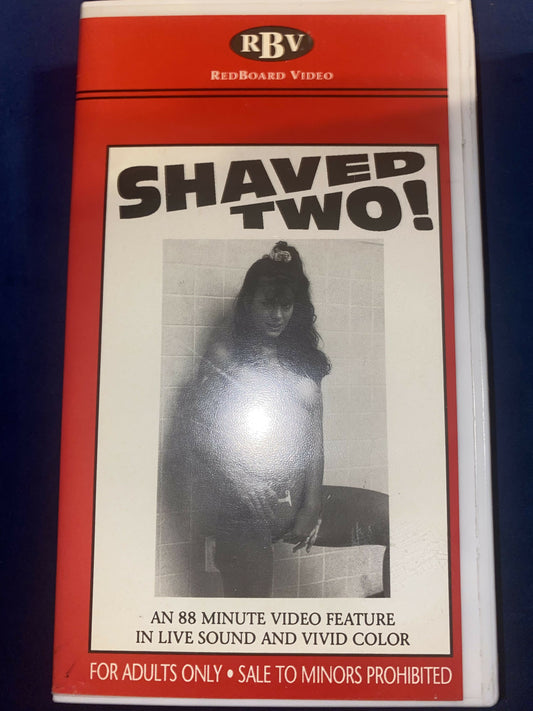 RBV
REDBOARD VIDEO
SHAVED
TWO!
AN 88 MINUTE VIDEO FEATURE
IN LIVE SOUND AND VIVID COLOR
FOR ADULTS ONLY • SALE TO MINORS PROHIBITED